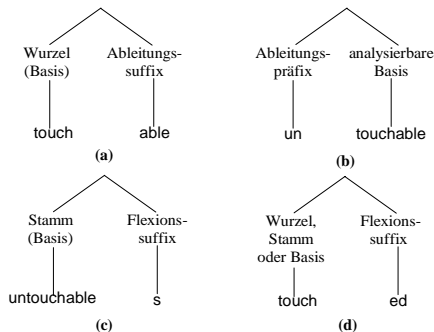 Wurzel
(Basis)
Ableitungs-
suffix
touch
able
(a)
Ableitungs-
präfix
analysierbare
Basis
un
touchable
(b)
Stamm
(Basis)
Flexions-
suffix
untouchable
s
(c)
Wurzel,
Stamm
oder Basis
Flexions-
suffix
touch
ed
(d)